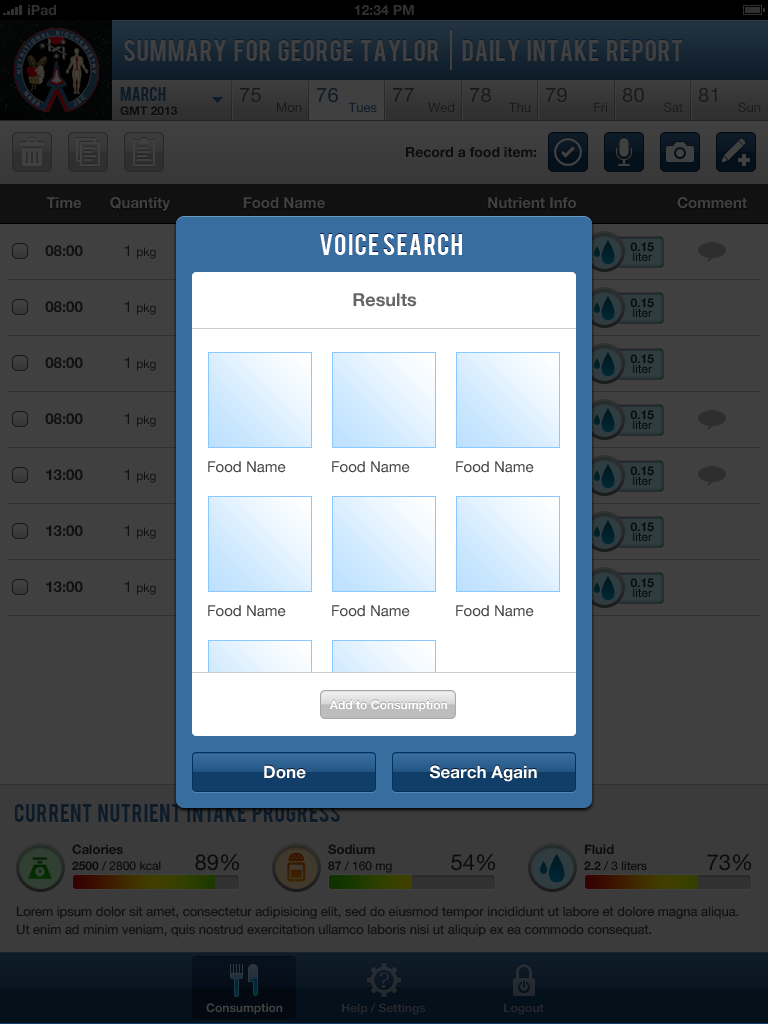 iPad
12:34 PM
NUTRITIONAL BIOCHEMISTRY
SUMMARY FOR GEORGE TAYLOR | DAILY INTAKE REPORT
MARCH
GMT 2013
75 Mon
76 Tues
77 Wed
78 Thu
79 Fri
80 Sat
81 Sun
Record a food item:
Time Quantity Food Name Nutrient Info Comment
VOICE SEARCH
Results
08:00 1 pkg 0.15 liter
08:00 1 pkg 0.15 liter
08:00 1 pkg 0.15 liter
08:00 1 pkg 0.15 liter
13:00 1 pkg 0.15 liter
13:00 1 pkg 0.15 liter
13:00 1 pkg 0.15 liter
Food Name Food Name Food Name
Food Name Food Name Food Name
Add to Consumption
Done Search Again
CURRENT NUTRIENT INTAKE PROGRESS
Calories
2500 / 2800 kcal 89%
Sodium
87 / 160 mg 54%
Fluid
2.2 / 3 liters 73%
Lorem ipsum dolor sit amet, consectetur adipisicing elit, sed do eiusmod tempor incididunt ut labore et dolore magna aliqua.
Ut enim ad minim veniam, quis nostrud exercitation ullamco laboris nisi ut aliquip ex ea commodo consequat.
Consumption Help / Settings Logout